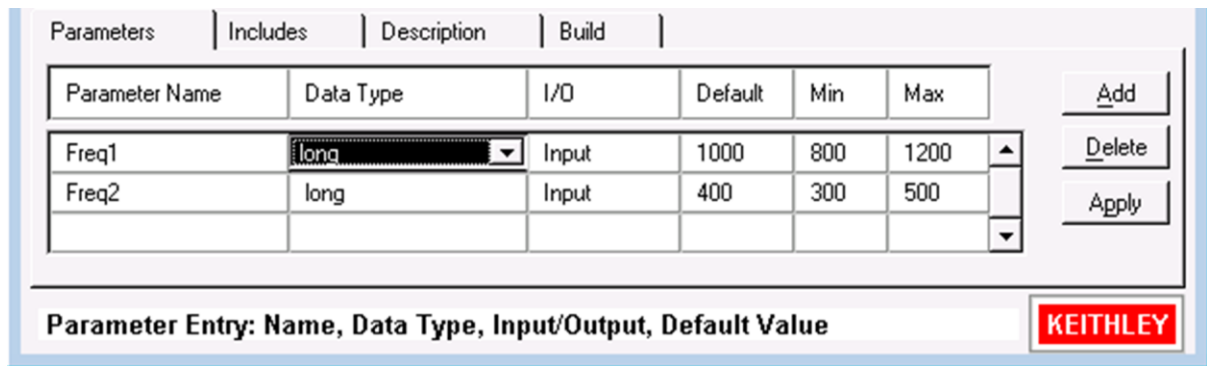 Parameters Includes Description Build
Parameter Name Data Type I/O Default Min Max Add
Freq1 long Input 1000 800 1200 Delete
Freq2 long Input 400 300 500 Apply
Parameter Entry: Name, Data Type, Input/Output, Default Value KEITHLEY